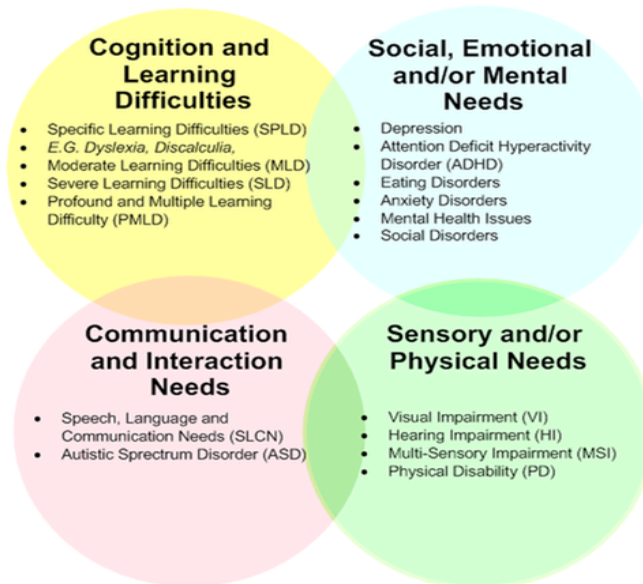 Cognition and
Learning
Difficulties
• Specific Learning Difficulties (SPLD)
• E.G. Dyslexia, Discalculia,
• Moderate Learning Difficulties (MLD)
• Severe Learning Difficulties (SLD)
• Profound and Multiple Learning
Difficulty (PMLD)
Social, Emotional
and/or Mental
Needs
• Depression
• Attention Deficit Hyperactivity
Disorder (ADHD)
• Eating Disorders
• Anxiety Disorders
• Mental Health Issues
• Social Disorders
Communication
and Interaction
Needs
• Speech, Language and
Communication Needs (SLCN)
• Autistic Sprectrum Disorder (ASD)
Sensory and/or
Physical Needs
• Visual Impairment (VI)
• Hearing Impairment (HI)
• Multi-Sensory Impairment (MSI)
• Physical Disability (PD)